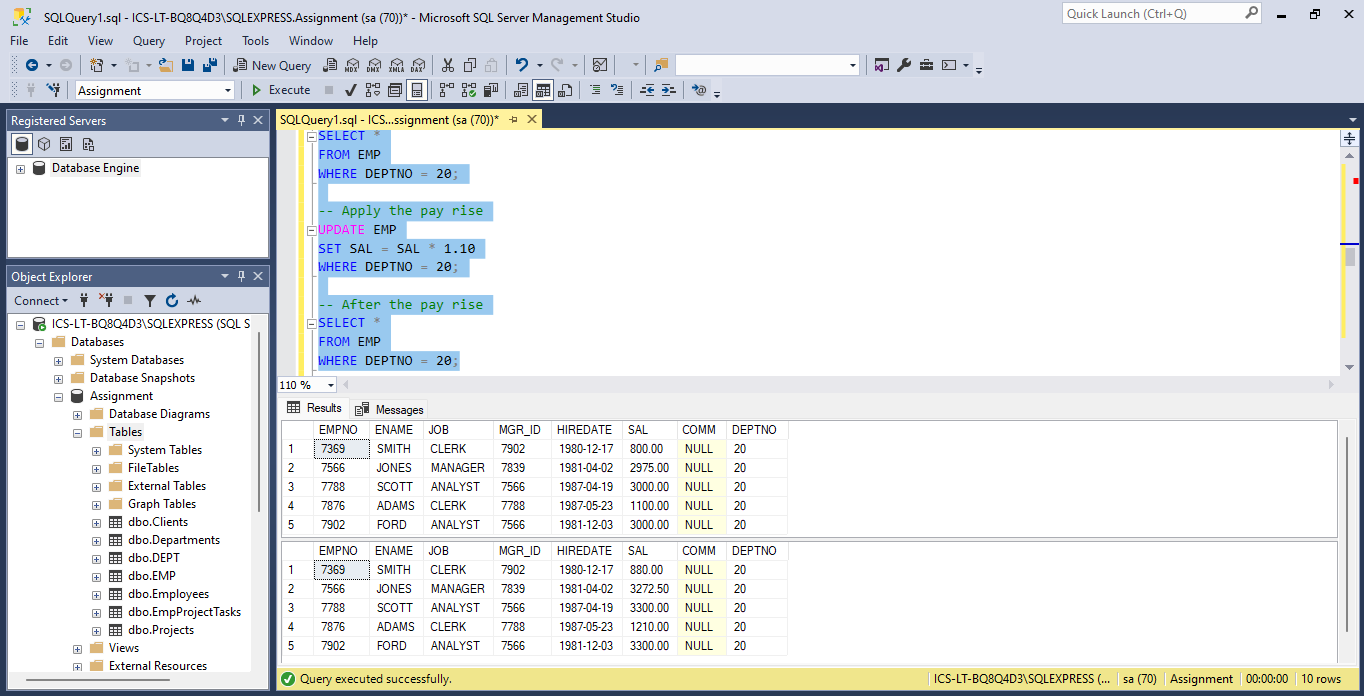 SQLQuery1.sql - ICS-LT-BQ8Q4D3\SQLEXPRESS.Assignment (sa (70))* - Microsoft SQL Server Management Studio
Quick Launch (Ctrl+Q)
File Edit View Query Project Tools Window Help
New Query
MDX DMX XMLA DAX
Assignment
Execute
Registered Servers
Database Engine
Object Explorer
Connect
ICS-LT-BQ8Q4D3\SQLEXPRESS (SQL S
Databases
System Databases
Database Snapshots
Assignment
Database Diagrams
Tables
System Tables
FileTables
External Tables
Graph Tables
dbo.Clients
dbo.Departments
dbo.DEPT
dbo.EMP
dbo.Employees
dbo.EmpProjectTasks
dbo.Projects
Views
External Resources
SQLQuery1.sql - ICS...ssignment (sa (70))*
SELECT *
FROM EMP
WHERE DEPTNO = 20;
-- Apply the pay rise
UPDATE EMP
SET SAL = SAL * 1.10
WHERE DEPTNO = 20;
-- After the pay rise
SELECT *
FROM EMP
WHERE DEPTNO = 20;
110 %
Results Messages
EMPNO ENAME JOB MGR_ID HIREDATE SAL COMM DEPTNO
1 7369 SMITH CLERK 7902 1980-12-17 800.00 NULL 20
2 7566 JONES MANAGER 7839 1981-04-02 2975.00 NULL 20
3 7788 SCOTT ANALYST 7566 1987-04-19 3000.00 NULL 20
4 7876 ADAMS CLERK 7788 1987-05-23 1100.00 NULL 20
5 7902 FORD ANALYST 7566 1981-12-03 3000.00 NULL 20
EMPNO ENAME JOB MGR_ID HIREDATE SAL COMM DEPTNO
1 7369 SMITH CLERK 7902 1980-12-17 880.00 NULL 20
2 7566 JONES MANAGER 7839 1981-04-02 3272.50 NULL 20
3 7788 SCOTT ANALYST 7566 1987-04-19 3300.00 NULL 20
4 7876 ADAMS CLERK 7788 1987-05-23 1210.00 NULL 20
5 7902 FORD ANALYST 7566 1981-12-03 3300.00 NULL 20
Query executed successfully.
ICS-LT-BQ8Q4D3\SQLEXPRESS (... sa (70) Assignment 00:00:00 10 rows